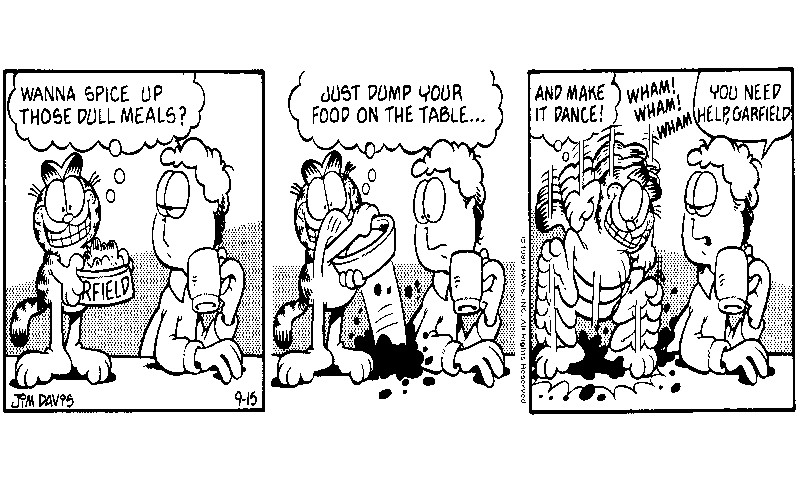 WANNA SPICE UP
THOSE DULL MEALS?
RFIELD
JIM DAVIS
9-15
JUST DUMP YOUR
FOOD ON THE TABLE...
AND MAKE
IT DANCE!
WHAM!
WHAM!
WHAM
YOU NEED
HELP, GARFIELD